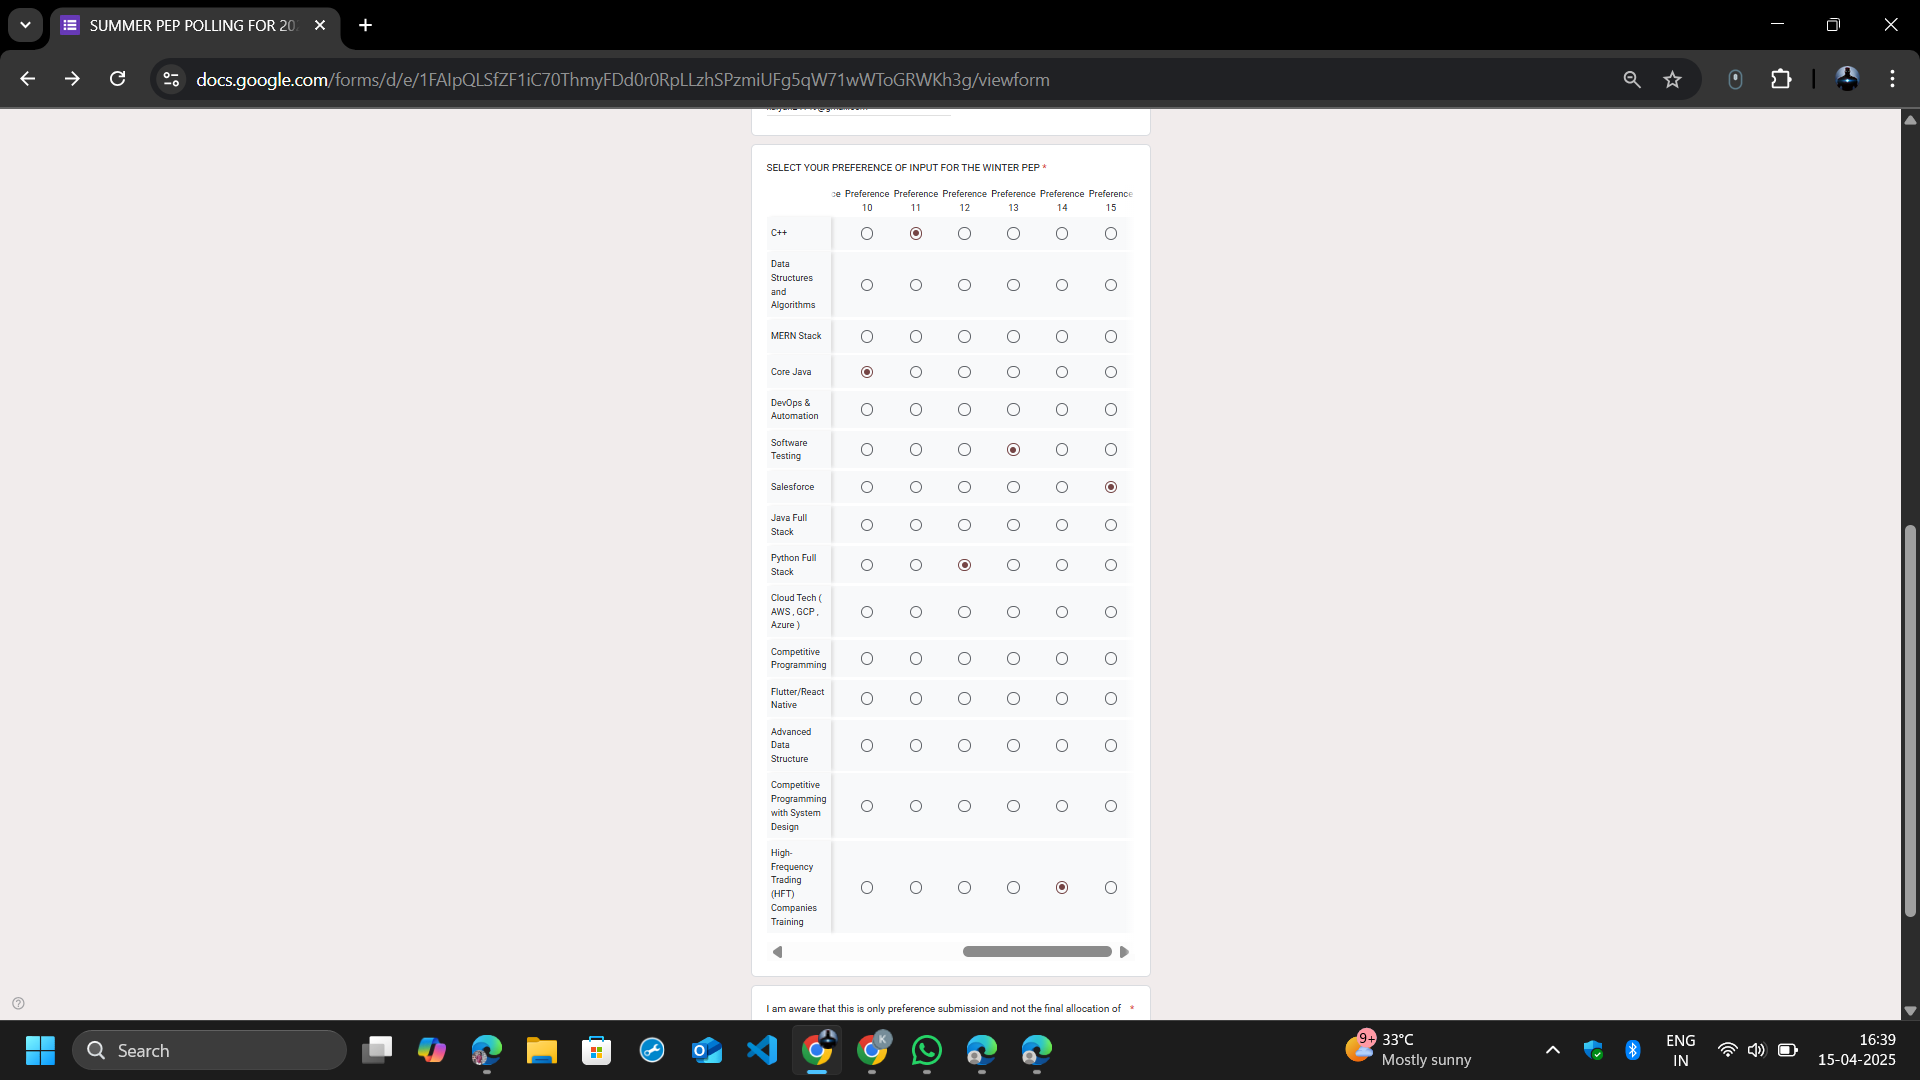 SUMMER PEP POLLING FOR 20
docs.google.com/forms/d/e/1FAIpQLSfZF1iC70ThmyFDd0r0RpLLzhSPzmiUFg5qW71wWToGRWKh3g/viewform
SELECT YOUR PREFERENCE OF INPUT FOR THE WINTER PEP *
ce Preference Preference Preference Preference Preference Preference
10 11 12 13 14 15
C++
Data
Structures
and
Algorithms
MERN Stack
Core Java
DevOps &
Automation
Software
Testing
Salesforce
Java Full
Stack
Python Full
Stack
Cloud Tech (
AWS , GCP ,
Azure )
Competitive
Programming
Flutter/React
Native
Advanced
Data
Structure
Competitive
Programming
with System
Design
High-
Frequency
Trading
(HFT)
Companies
Training
I am aware that this is only preference submission and not the final allocation of *
Search
K
9+
33°C
Mostly sunny
ENG
IN
16:39
15-04-2025